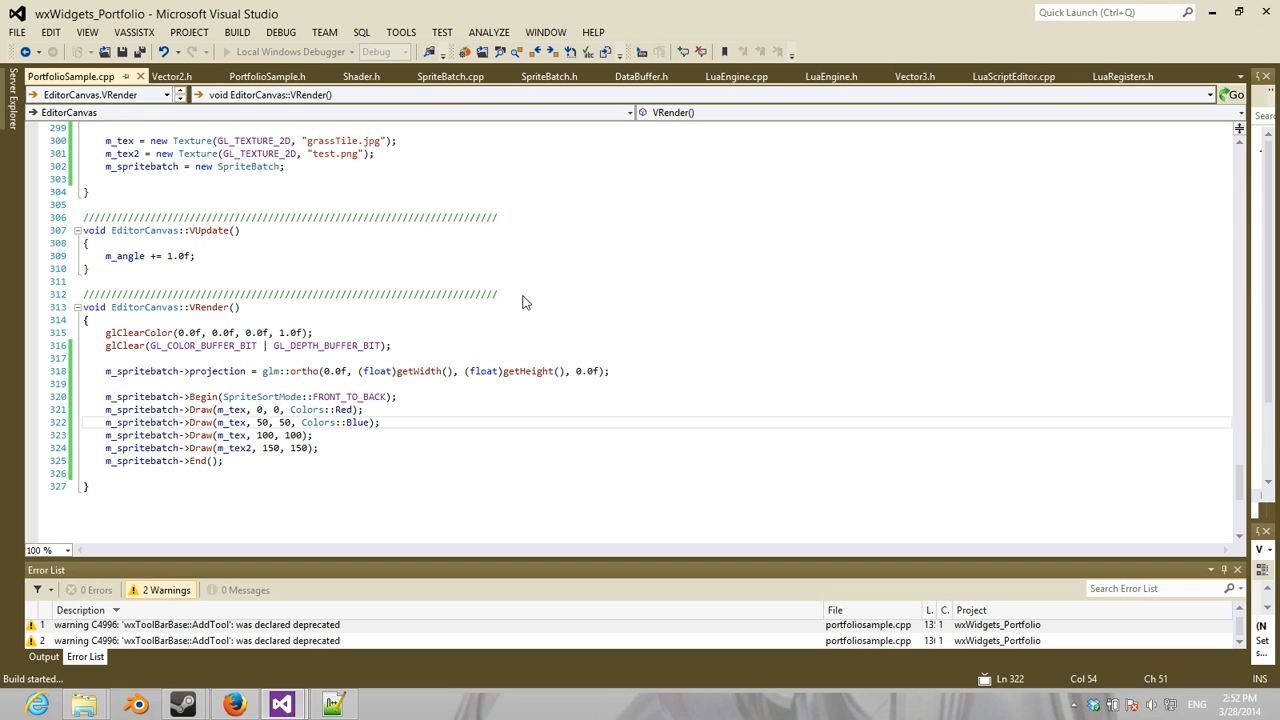 wxWidgets_Portfolio - Microsoft Visual Studio
Quick Launch (Ctrl+Q)
FILE EDIT VIEW VASSISTX PROJECT BUILD DEBUG TEAM SQL TOOLS TEST ANALYZE WINDOW HELP
Local Windows Debugger Debug
Server Explorer
PortfolioSample.cpp Vector2.h PortfolioSample.h Shader.h SpriteBatch.cpp SpriteBatch.h DataBuffer.h LuaEngine.cpp LuaEngine.h Vector3.h LuaScriptEditor.cpp LuaRegisters.h
EditorCanvas.VRender void EditorCanvas::VRender() Go
EditorCanvas VRender()
Searc
299
300 m_tex = new Texture(GL_TEXTURE_2D, "grassTile.jpg");
301 m_tex2 = new Texture(GL_TEXTURE_2D, "test.png");
302 m_spritebatch = new SpriteBatch;
303
304 }
305
306 //////////////////////////////////////////////////////////////////////////
307 void EditorCanvas::VUpdate()
308 {
309 m_angle += 1.0f;
310 }
311
312 //////////////////////////////////////////////////////////////////////////
313 void EditorCanvas::VRender()
314 {
315 glClearColor(0.0f, 0.0f, 0.0f, 1.0f);
316 glClear(GL_COLOR_BUFFER_BIT | GL_DEPTH_BUFFER_BIT);
317
318 m_spritebatch->projection = glm::ortho(0.0f, (float)getWidth(), (float)getHeight(), 0.0f);
319
320 m_spritebatch->Begin(SpriteSortMode::FRONT_TO_BACK);
321 m_spritebatch->Draw(m_tex, 0, 0, Colors::Red);
322 m_spritebatch->Draw(m_tex, 50, 50, Colors::Blue);
323 m_spritebatch->Draw(m_tex, 100, 100);
324 m_spritebatch->Draw(m_tex2, 150, 150);
325 m_spritebatch->End();
326
327 }
100 %
Error List
0 Errors 2 Warnings 0 Messages Search Error List
Description File L. C. Project
1 warning C4996: 'wxToolBarBase::AddTool': was declared deprecated portfoliosample.cpp 13 1 wxWidgets_Portfolio
2 warning C4996: 'wxToolBarBase::AddTool': was declared deprecated portfoliosample.cpp 13 1 wxWidgets_Portfolio
V
(N
Set
s...
Output Error List
Build started... Ln 322 Col 54 Ch 51 INS
ENG 2:52 PM
3/28/2014